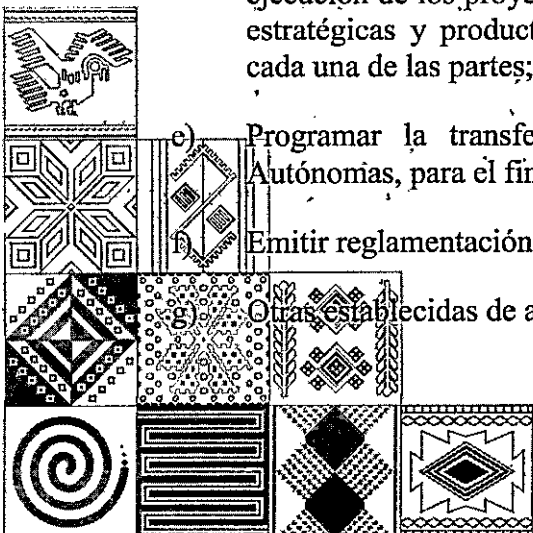 ejecución de los proye
estratégicas y product
cada una de las partes;
e) Programar la transfe
Autónomas, para el fin
f) Emitir reglamentación
g) Otras establecidas de a